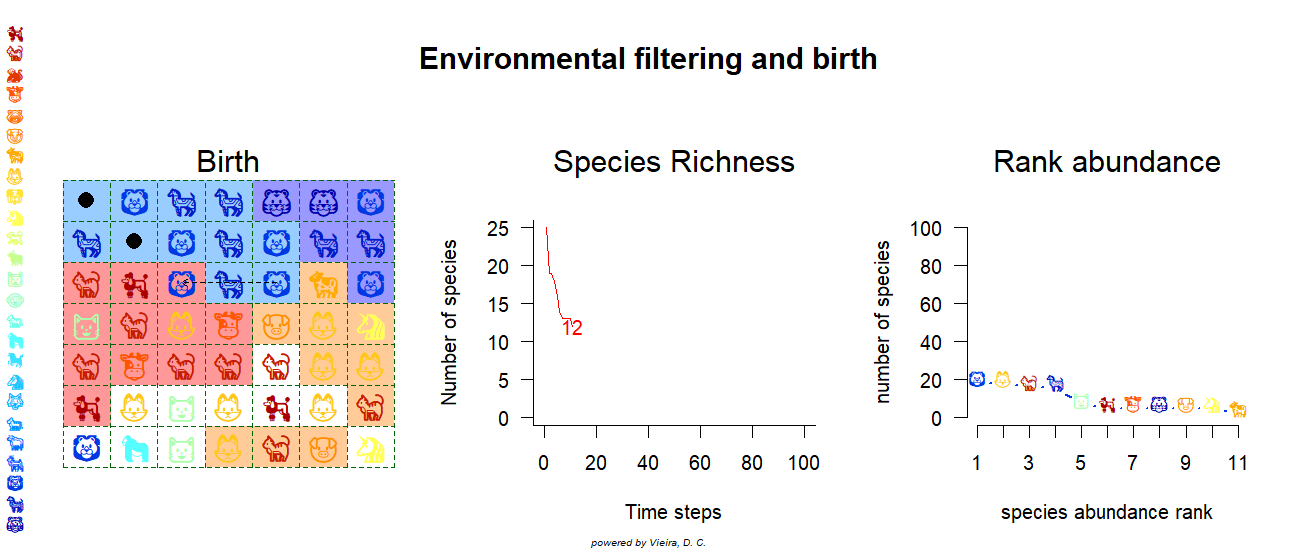 Environmental filtering and birth
Birth
Species Richness
Rank abundance
Number of species
25
20
15
10
5
0
12
0 20 40 60 80 100
Time steps
number of species
100
80
60
40
20
0
1 3 5 7 9 11
species abundance rank
powered by Vieira, D. C.